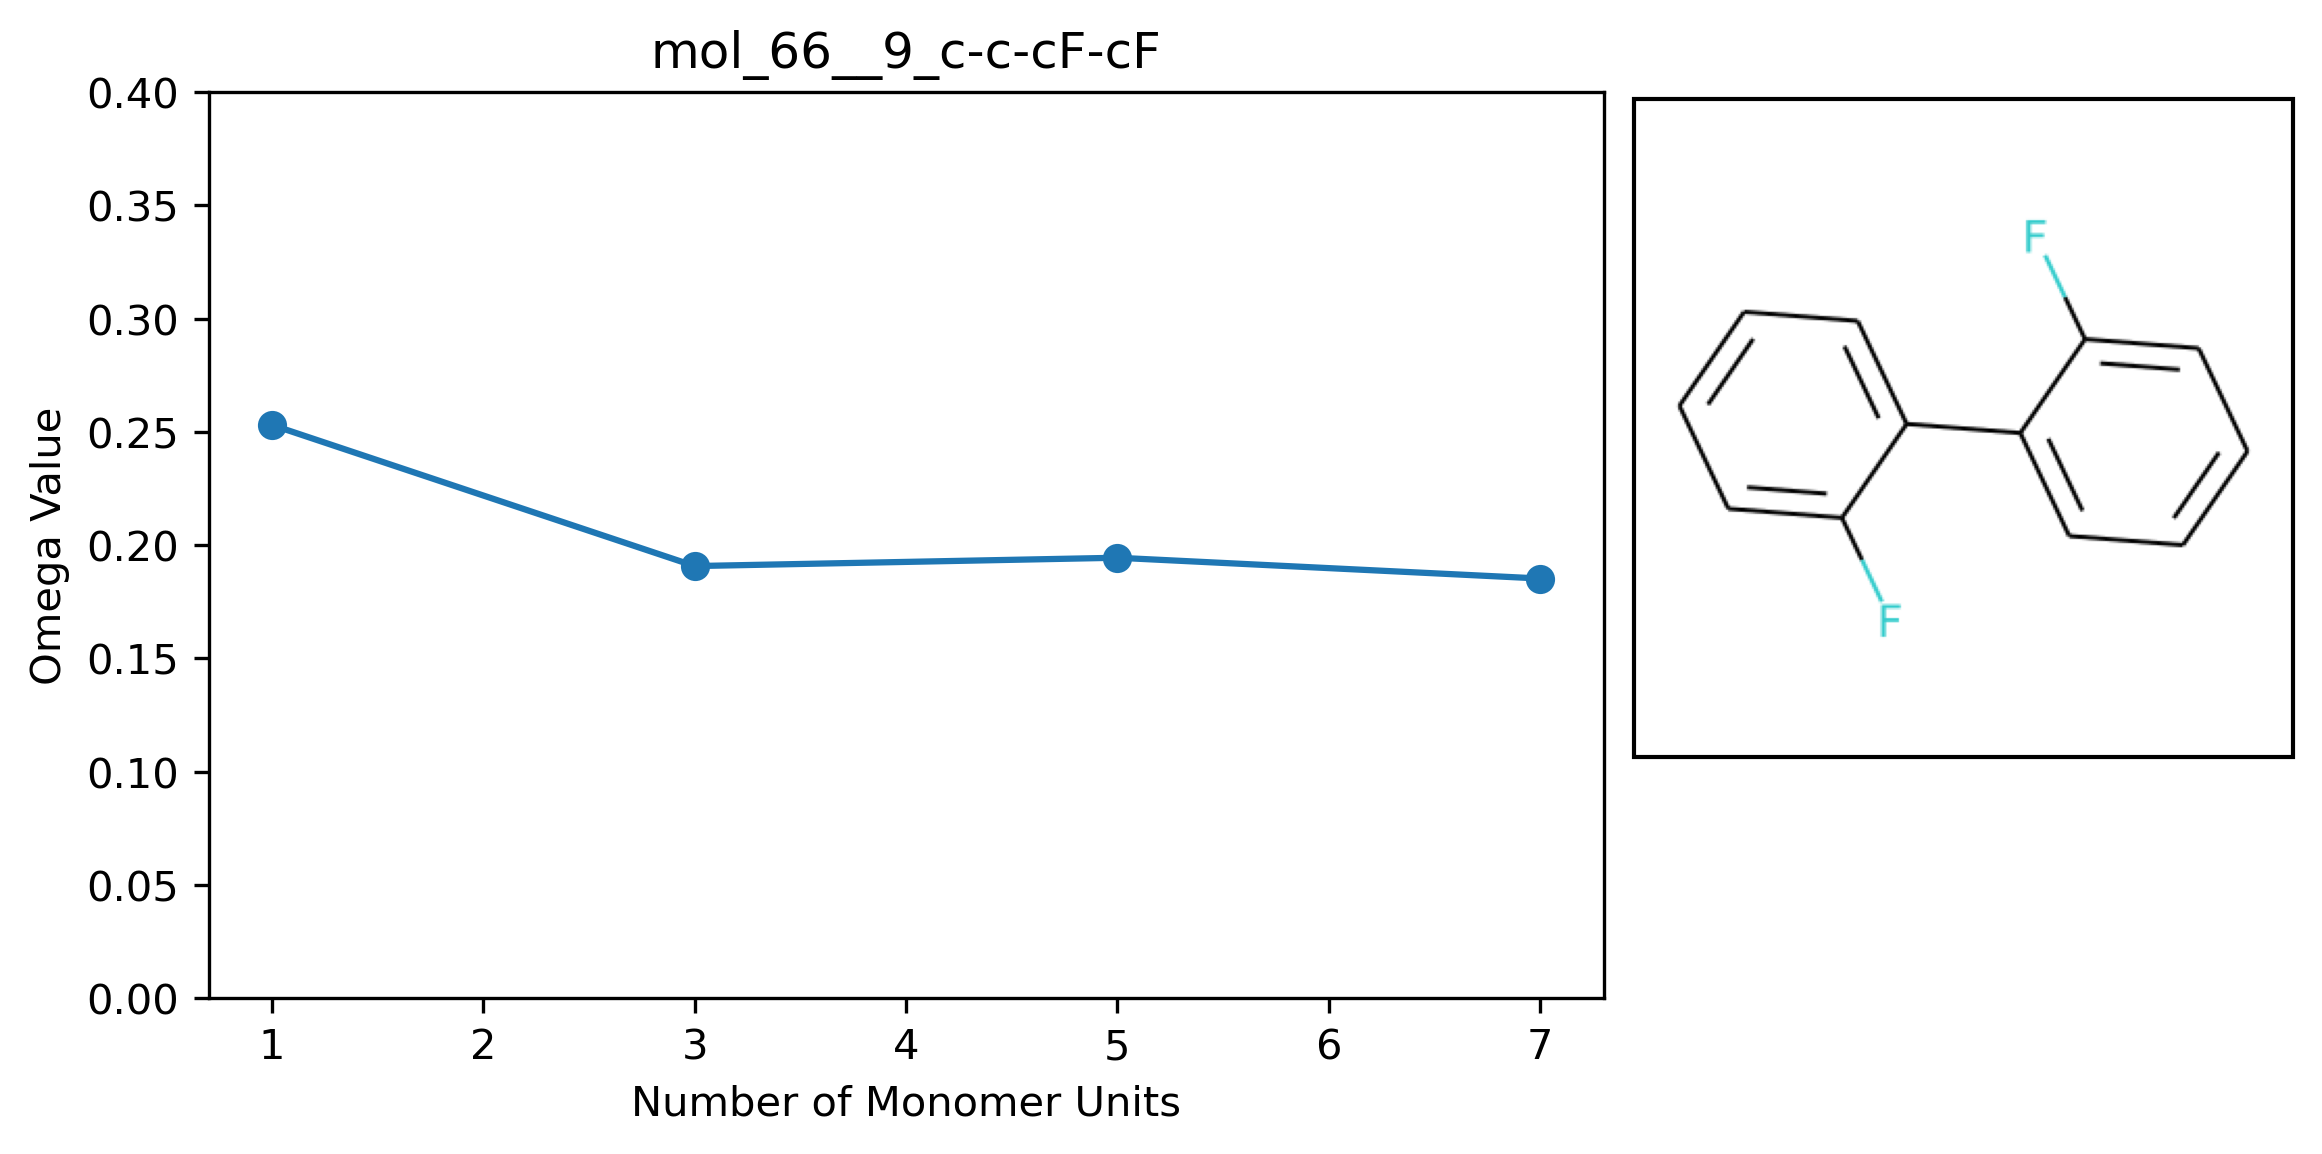 mol_66__9_c-c-cF-cF
0.40
0.35
0.30
0.25
0.20
0.15
0.10
0.05
0.00
Omega Value
1 2 3 4 5 6 7
Number of Monomer Units
F
F